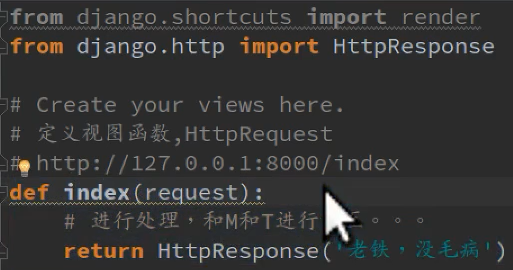 from django.shortcuts import render
from django.http import HttpResponse
# Create your views here.
# 定义视图函数,HttpRequest
# http://127.0.0.1:8000/index
def index(request):
# 进行处理，和M和T进行。。。
return HttpResponse('老铁，没毛病')